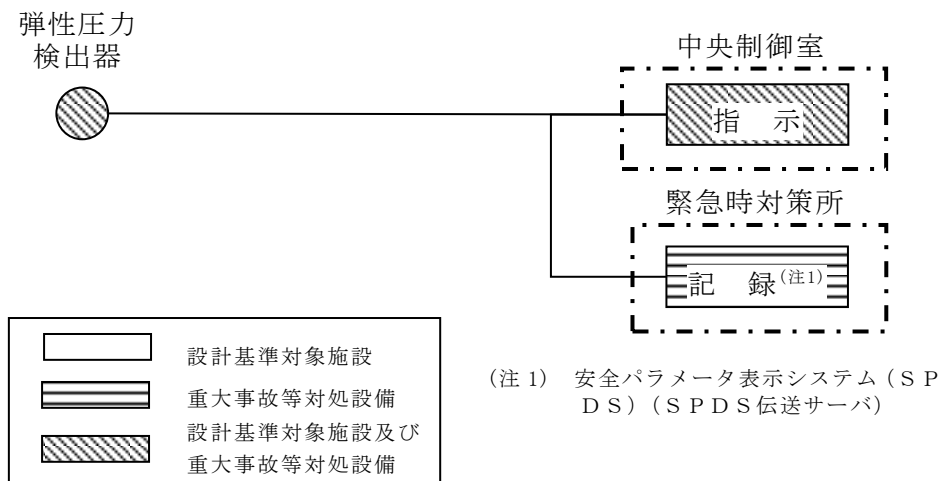 弾性圧力
検出器
中央制御室
指 示
緊急時対策所
記 録(注1)
設計基準対象施設
重大事故等対処設備
設計基準対象施設及び
重大事故等対処設備
(注 1) 安全パラメータ表示システム(SP
DS)(SPDS伝送サーバ)